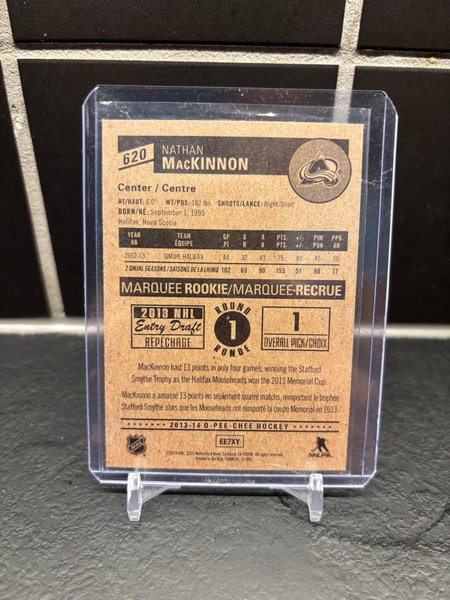 620
NATHAN
MACKINNON
Center / Centre
HT/HAUT: 6'0" WT/PDS: 182 lbs. SHOOTS/LANCE: Right/Droit
BORN/NÉ: September 1, 1995
Halifax, Nova Scotia
YEAR TEAM GP G A PTS +/- PIM PPG
AN ÉQUIPE PJ B A PTS +/- PUN AN
2012-13 QMJHL HALIFAX 44 32 43 75 40 45 10
2 QMJHL SEASONS/SAISONS DE LA LHJMQ 102 63 90 153 51 90 17
MARQUEE ROOKIE/MARQUEE-RECRUE
2013 NHL
Entry Draft
REPÊCHAGE
ROUND
1
RONDE
1
OVERALL PICK/CHOIX
MacKinnon had 13 points in only four games, winning the Stafford
Smythe Trophy as the Halifax Mooseheads won the 2013 Memorial Cup.
MacKinnon a amassé 13 points en seulement quatre matchs, remportant le trophée
Stafford Smythe alors que les Mooseheads ont remporté la coupe Memorial en 2013.
2013-14 O-PEE-CHEE HOCKEY
NHL
EE7XY
NHLPA